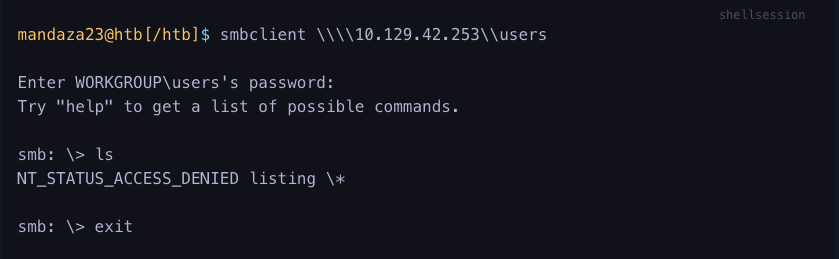 shellsession
mandaza23@htb[/htb]$ smbclient \\\\10.129.42.253\\users
Enter WORKGROUP\users's password:
Try "help" to get a list of possible commands.
smb: \> ls
NT_STATUS_ACCESS_DENIED listing \*
smb: \> exit